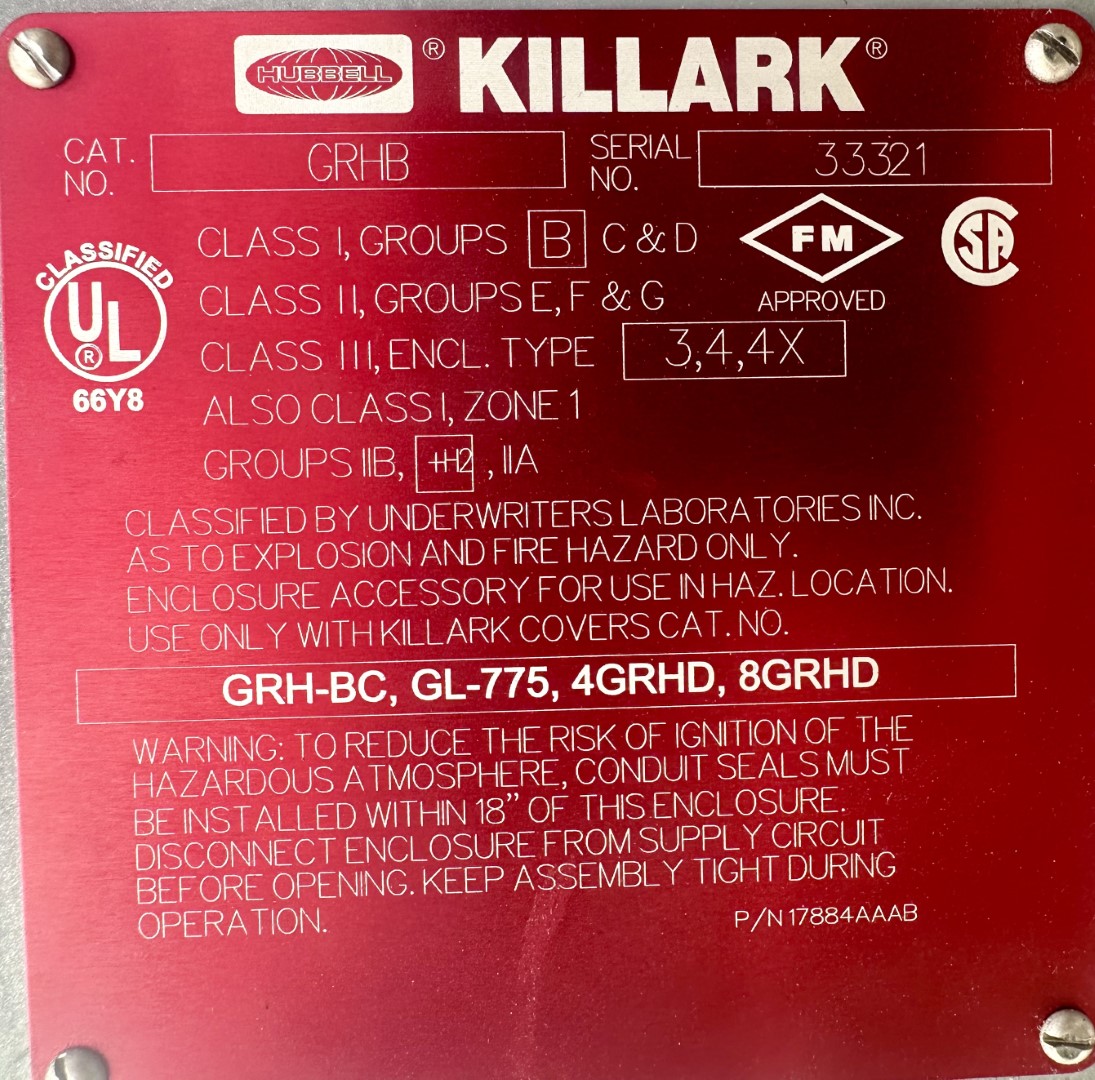 HUBBELL ® KILLARK ®
CAT. NO. GRHB SERIAL NO. 33321
CLASS I, GROUPS B C & D
FM APPROVED
CSA
CLASSIFIED UL ® 66Y8
CLASS II, GROUPS E, F & G
CLASS III, ENCL. TYPE 3,4,4X
ALSO CLASS I, ZONE 1
GROUPS IIB, +H2 , IIA
CLASSIFIED BY UNDERWRITERS LABORATORIES INC.
AS TO EXPLOSION AND FIRE HAZARD ONLY.
ENCLOSURE ACCESSORY FOR USE IN HAZ. LOCATION.
USE ONLY WITH KILLARK COVERS CAT. NO.
GRH-BC, GL-775, 4GRHD, 8GRHD
WARNING: TO REDUCE THE RISK OF IGNITION OF THE
HAZARDOUS ATMOSPHERE, CONDUIT SEALS MUST
BE INSTALLED WITHIN 18” OF THIS ENCLOSURE.
DISCONNECT ENCLOSURE FROM SUPPLY CIRCUIT
BEFORE OPENING. KEEP ASSEMBLY TIGHT DURING
OPERATION.
P/N 17884AAAB